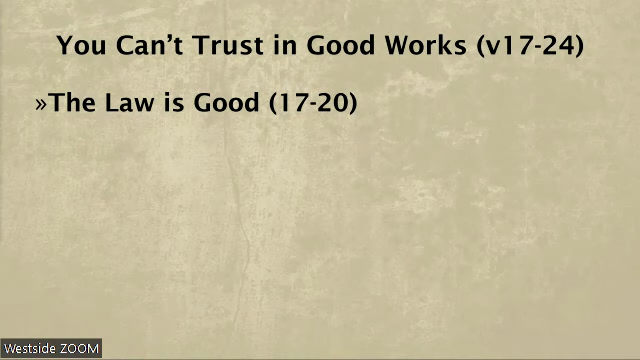 You Can’t Trust in Good Works (v17-24)
»The Law is Good (17-20)
Westside ZOOM